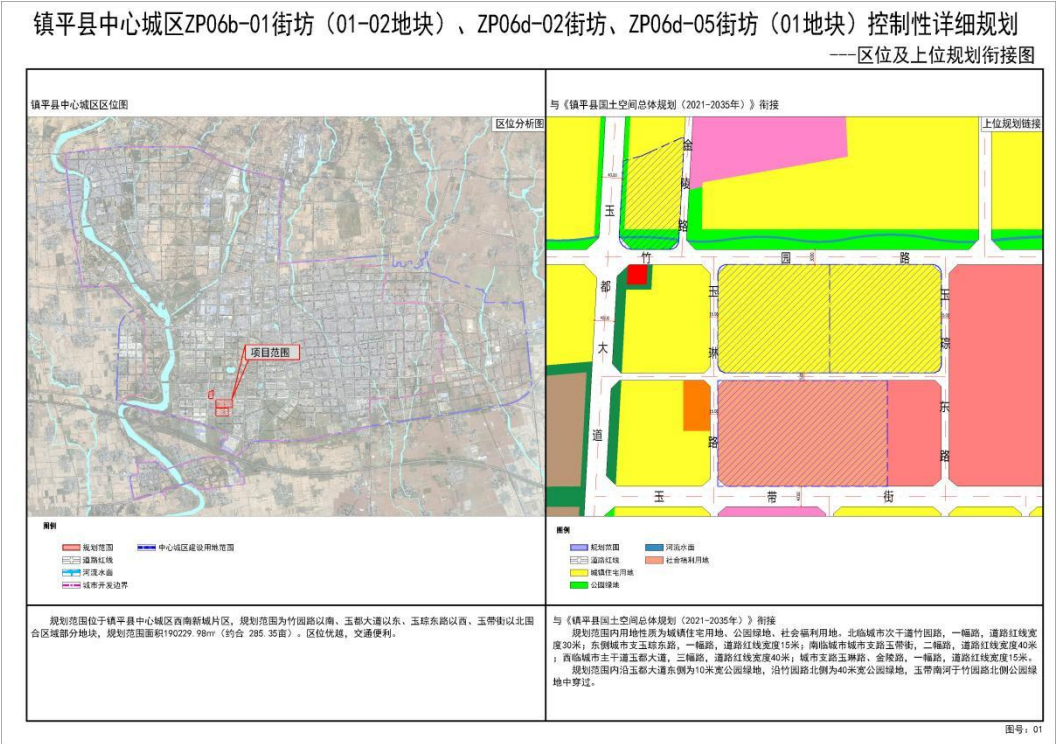 镇平县中心城区ZP06b-01街坊（01-02地块）、ZP06d-02街坊、ZP06d-05街坊（01地块）控制性详细规划
---区位及上位规划衔接图
镇平县中心城区区位图
区位分析图
项目范围
图例
规划范围
中心城区建设用地范围
道路红线
河流水面
城市开发边界
规划范围位于镇平县中心城区西南新城片区，规划范围为竹园路以南、玉都大道以东、玉琮东路以西、玉带街以北围
合区域部分地块，规划范围面积190229.98m²（约合 285.35亩）。区位优越，交通便利。
与《镇平县国土空间总体规划（2021-2035年）》衔接
上位规划链接
金陵路
玉都大道
竹园路
玉琳路
玉琮东路
玉带街
图例
规划范围
河流水面
道路红线
社会福利用地
城镇住宅用地
公园绿地
与《镇平县国土空间总体规划（2021-2035年）》衔接
规划范围内用地性质为城镇住宅用地、公园绿地、社会福利用地。北临城市次干道竹园路，一幅路，道路红线宽
度30米；东侧城市支玉琮东路，一幅路，道路红线宽度15米；南临城市城市支路玉带街，二幅路，道路红线宽度40米
；西临城市主干道玉都大道，三幅路，道路红线宽度40米；城市支路玉琳路、金陵路，一幅路，道路红线宽度15米。
规划范围内沿玉都大道东侧为10米宽公园绿地，沿竹园路北侧为40米宽公园绿地，玉带南河于竹园路北侧公园绿
地中穿过。
图号：01